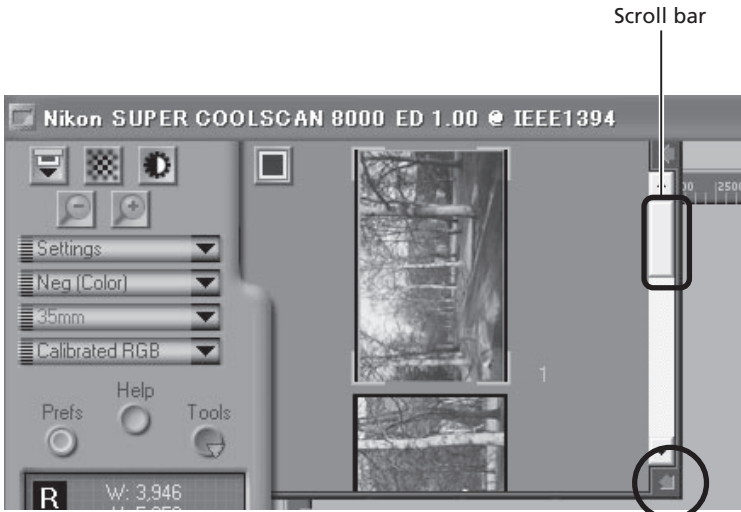 Scroll bar
Nikon SUPER COOLSCAN 8000 ED 1.00 @ IEEE1394
Settings
Neg (Color)
35mm
Calibrated RGB
Help
Prefs
Tools
1
R
W: 3,946